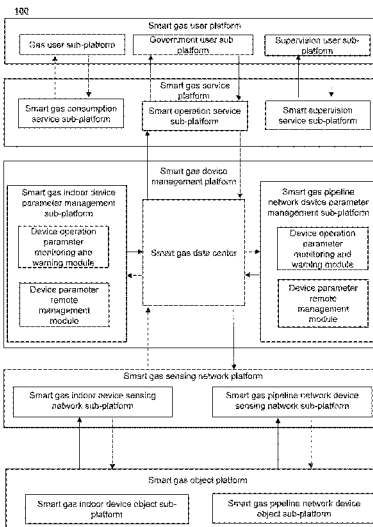 100
Smart gas user platform
Gas user sub-platform
Government user sub
platform
Supervision user sub-
platform
Smart gas service
platform
Smart gas consumption
service sub-platform
Smart operation service
sub-platform
Smart supervision
service sub-platform
Smart gas device
management platform
Smart gas indoor device
parameter management
sub-platform
Device operation
parameter
monitoring and
warning module
Device parameter
remote
management
module
Smart gas data center
Smart gas pipeline
network device
parameter
management sub-platform
Device operation
parameter
monitoring and
warning module
Device parameter
remote
management
module
Smart gas sensing network platform
Smart gas indoor device sensing
network sub-platform
Smart gas pipeline network device
sensing network sub-platform
Smart gas object platform
Smart gas indoor device object sub-
platform
Smart gas pipeline network device
object sub-platform